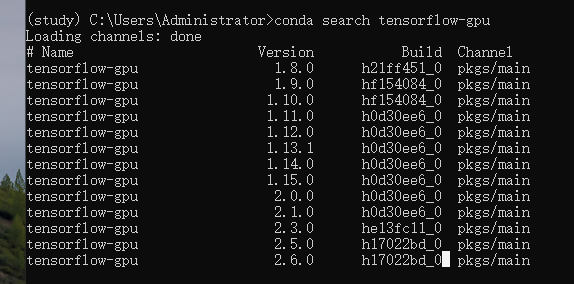 (study) C:\Users\Administrator>conda search tensorflow-gpu
Loading channels: done
# Name Version Build Channel
tensorflow-gpu 1.8.0 h21ff451_0 pkgs/main
tensorflow-gpu 1.9.0 hf154084_0 pkgs/main
tensorflow-gpu 1.10.0 hf154084_0 pkgs/main
tensorflow-gpu 1.11.0 h0d30ee6_0 pkgs/main
tensorflow-gpu 1.12.0 h0d30ee6_0 pkgs/main
tensorflow-gpu 1.13.1 h0d30ee6_0 pkgs/main
tensorflow-gpu 1.14.0 h0d30ee6_0 pkgs/main
tensorflow-gpu 1.15.0 h0d30ee6_0 pkgs/main
tensorflow-gpu 2.0.0 h0d30ee6_0 pkgs/main
tensorflow-gpu 2.1.0 h0d30ee6_0 pkgs/main
tensorflow-gpu 2.3.0 he13fc11_0 pkgs/main
tensorflow-gpu 2.5.0 h17022bd_0 pkgs/main
tensorflow-gpu 2.6.0 h17022bd_0 pkgs/main